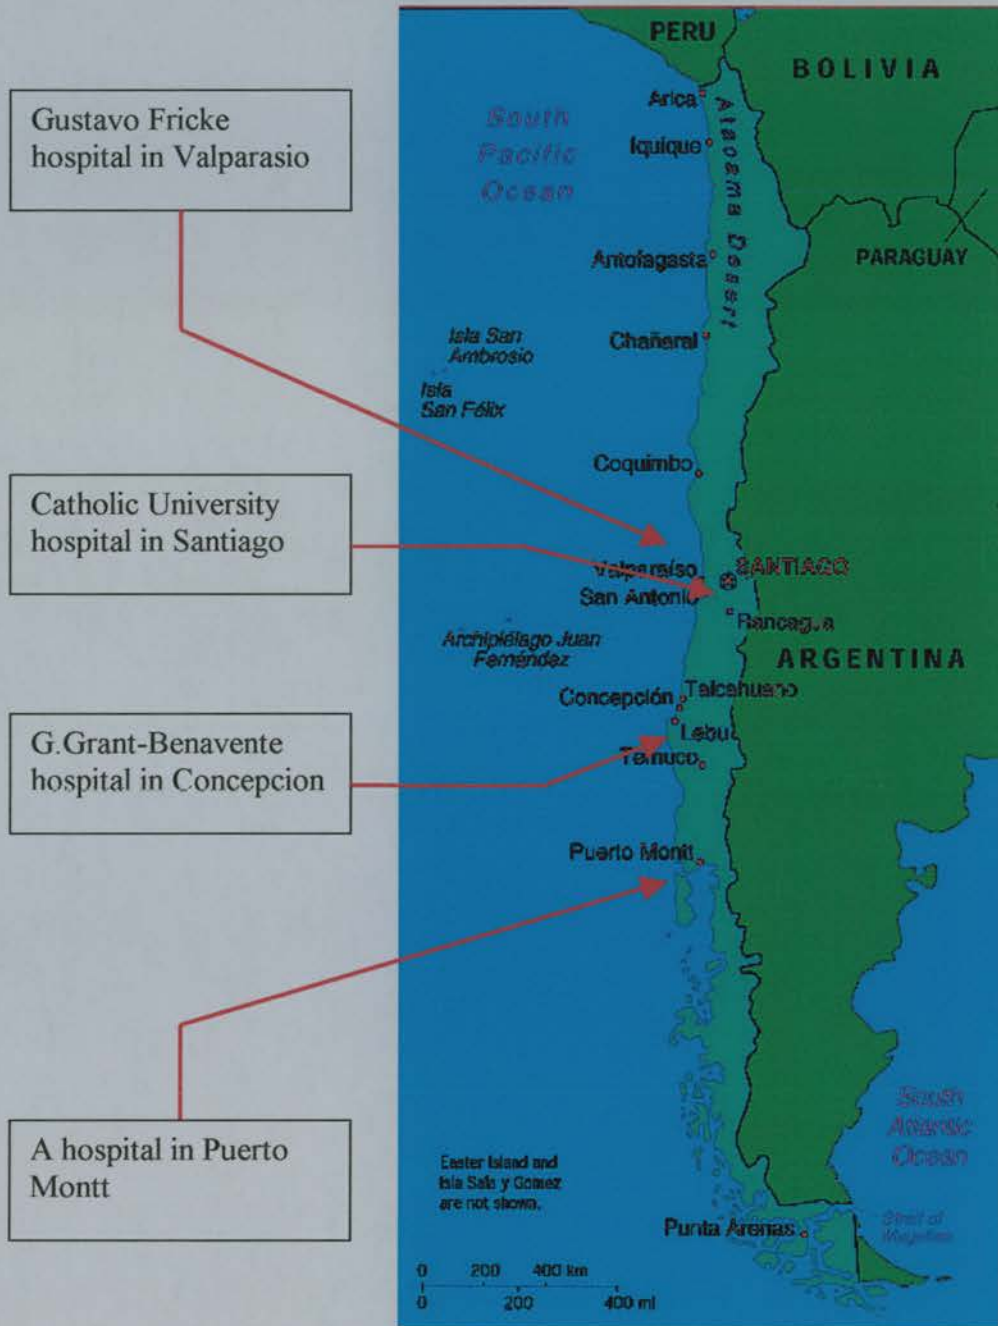 Gustavo Fricke
hospital in Valparasio
Catholic University
hospital in Santiago
G.Grant-Benavente
hospital in Concepcion
A hospital in Puerto
Montt
PERU
BOLIVIA
Arica
Iquique
Atacama Desert
South
Pacific
Ocean
Antofagasta
PARAGUAY
Chañaral
Isla San
Ambrosio
Isla
San Félix
Coquimbo
Valparaíso
SANTIAGO
San Antonio
Rancagua
Archipiélago Juan
Fernández
ARGENTINA
Talcahuano
Concepción
Lebu
Temuco
Puerto Montt
South
Atlantic
Ocean
Easter Island and
Isla Sala y Gomez
are not shown.
Punta Arenas
Strait of
Magellan
0 200 400 km
0 200 400 mi